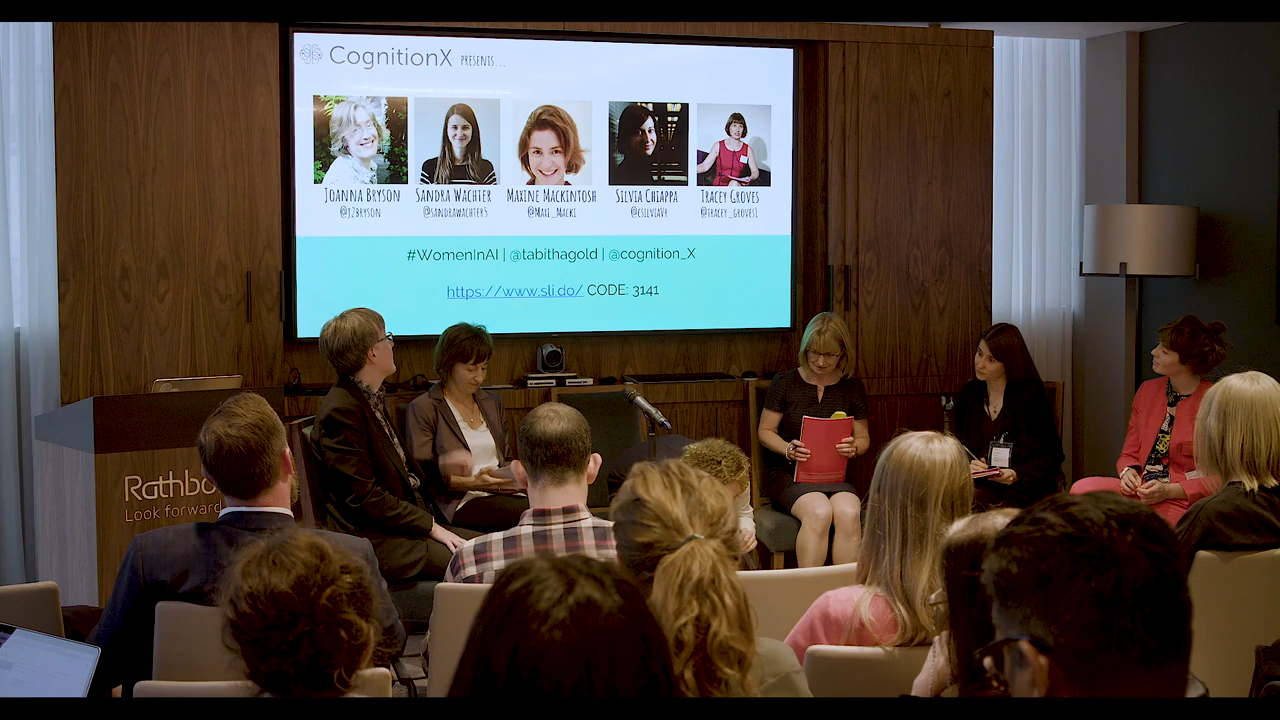 CognitionX PRESENTS...
JOANNA BRYSON
@j2BRYSON
SANDRA WACHTER
@SANDRAWACHTER5
MAXINE MACKINTOSH
@MAXI_MACKI
SILVIA CHIAPPA
@CSILVIAVR
TRACEY GROVES
@TRACEY_GROVES1
#WomenInAI | @tabithagold | @cognition_X
https://www.sli.do/ CODE: 3141
Rathbo
Look forward